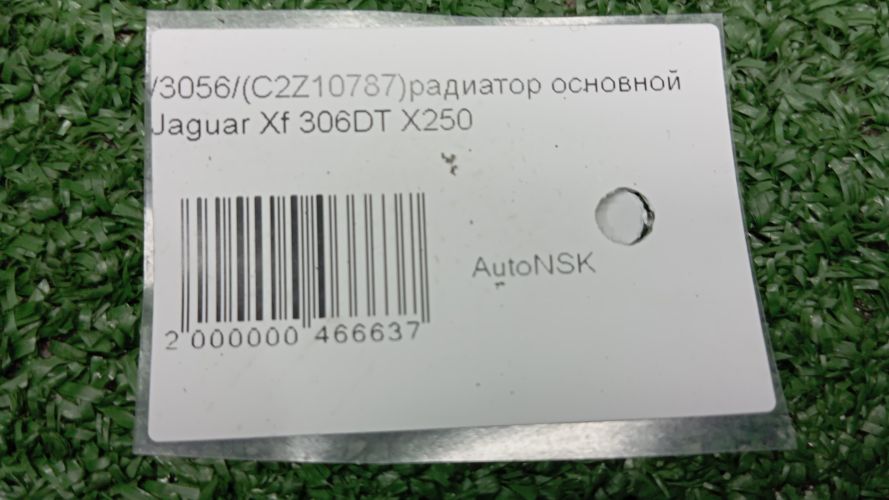 /3056/(C2Z10787)радиатор основной
Jaguar Xf 306DT X250
AutoNSK
2 000000 466637